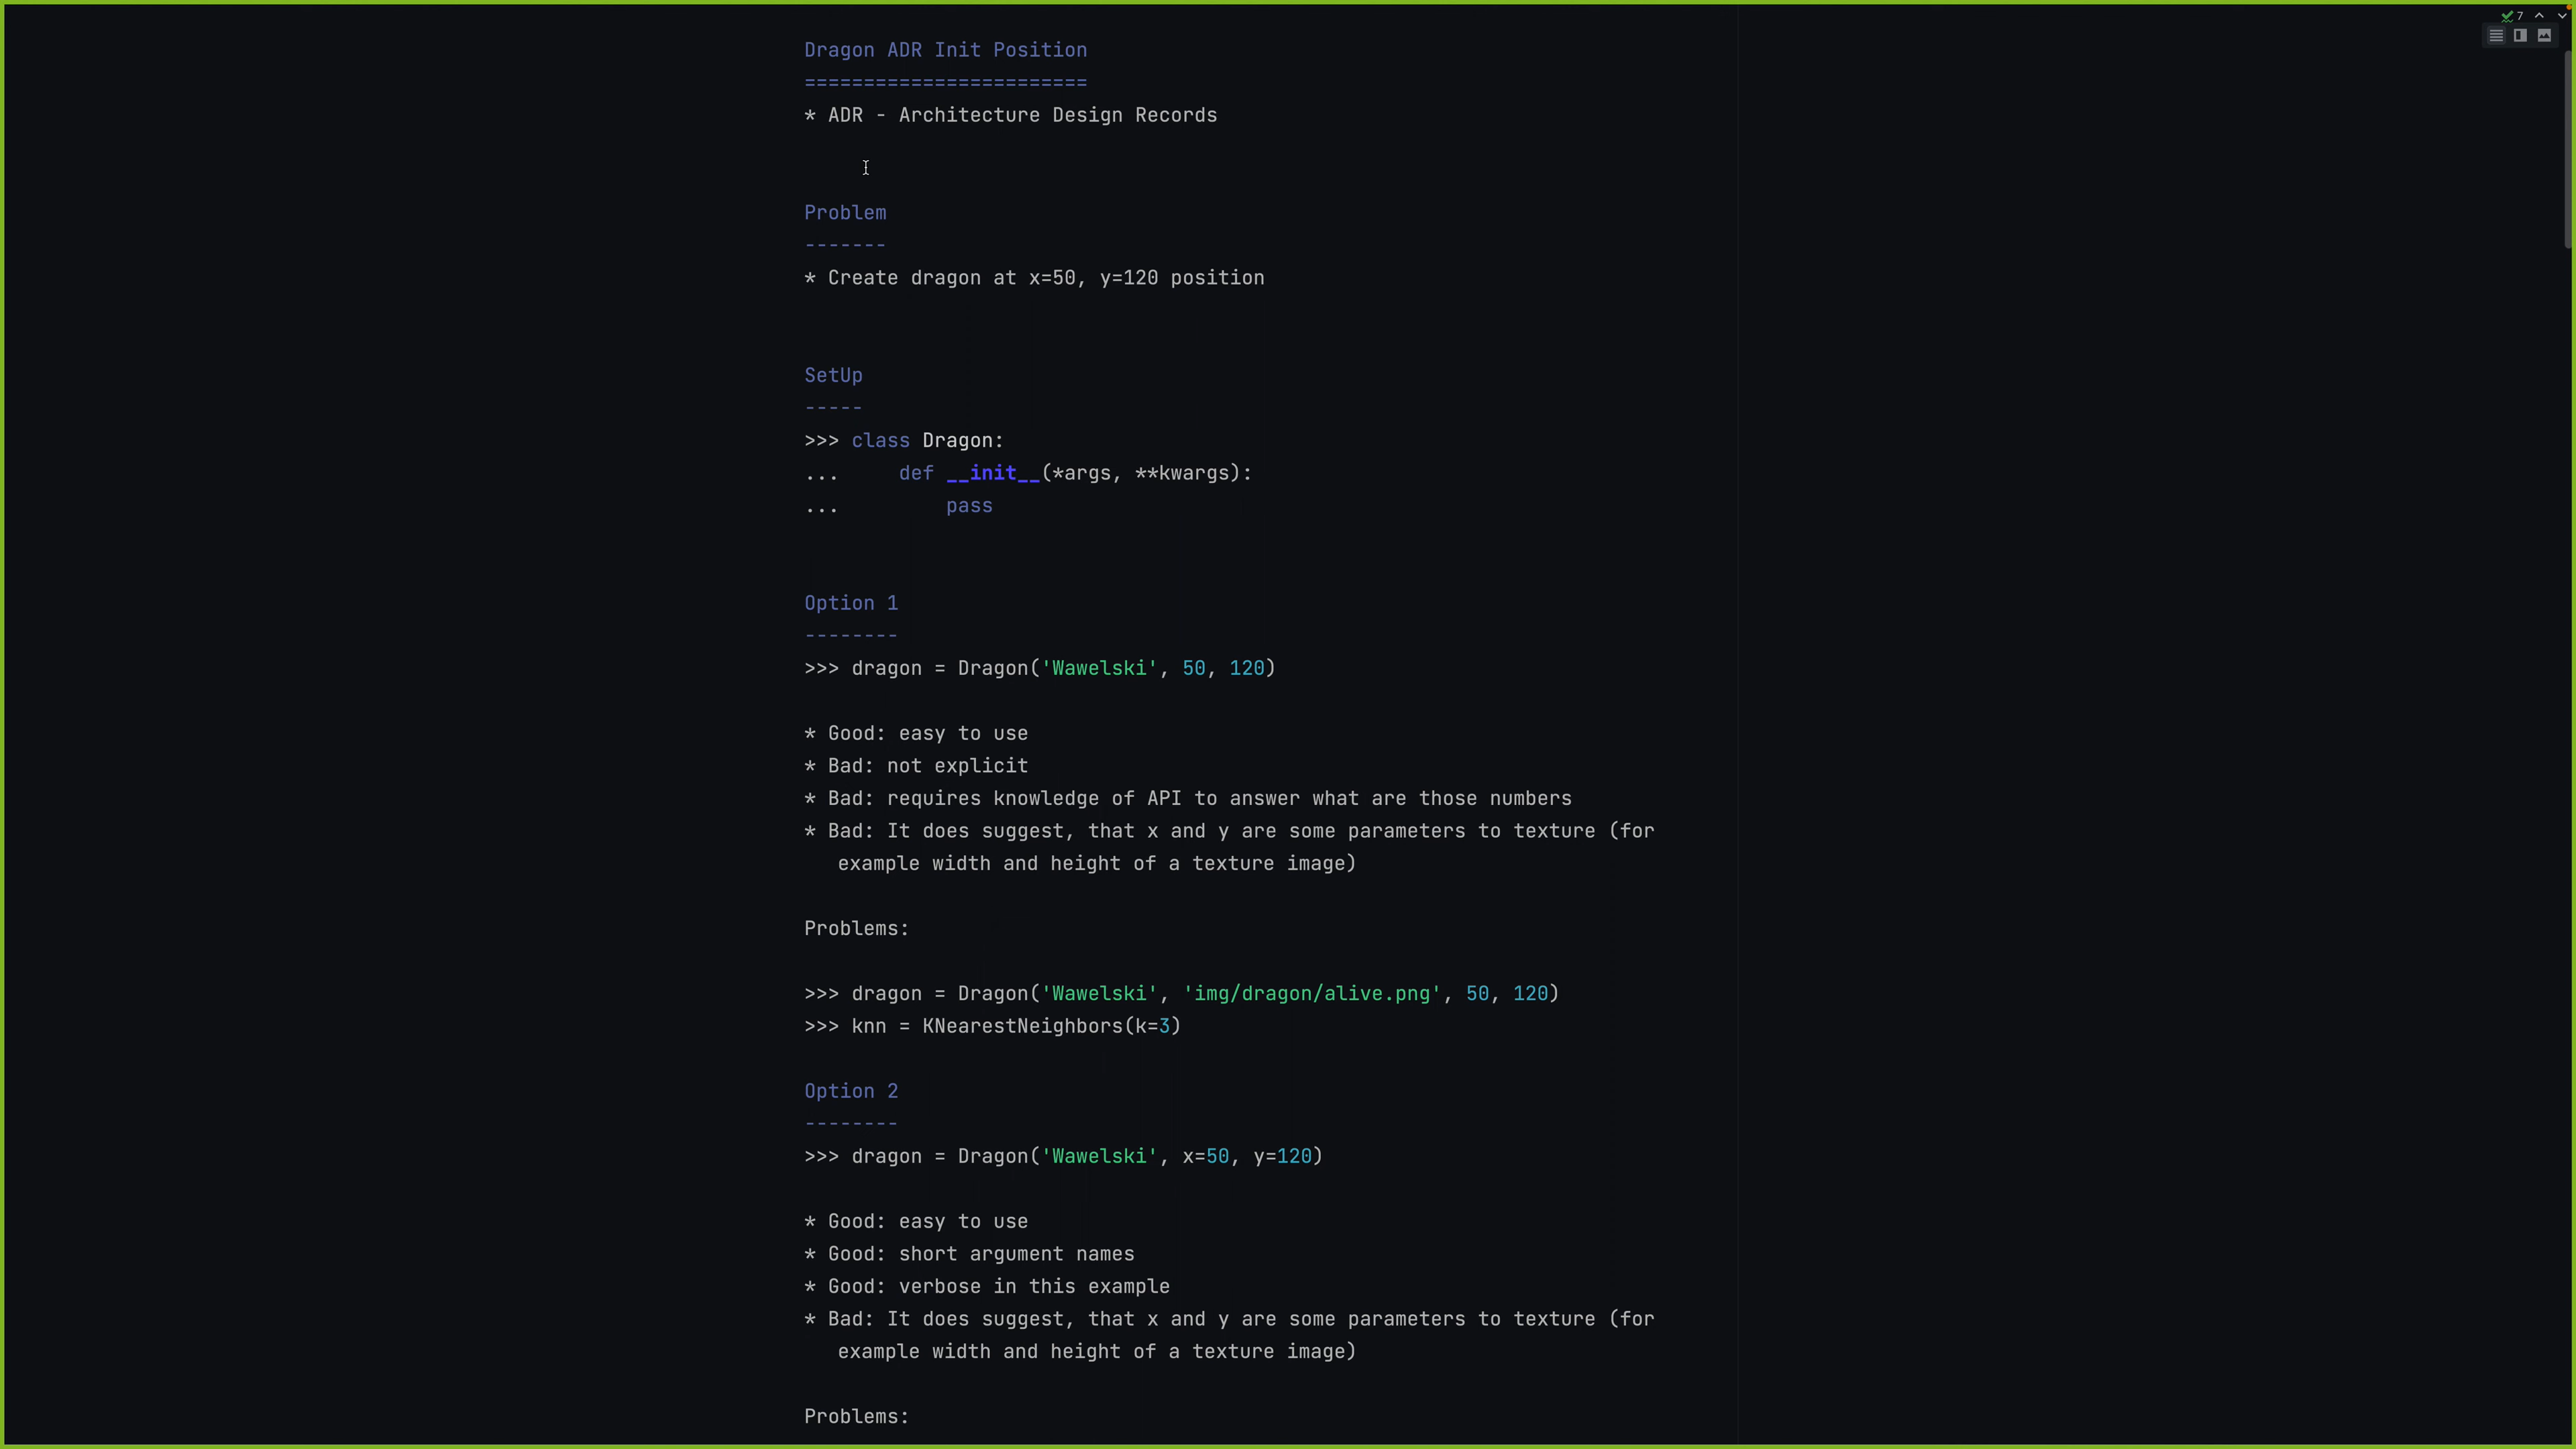 7
Dragon ADR Init Position
========================
* ADR - Architecture Design Records
Problem
-------
* Create dragon at x=50, y=120 position
SetUp
-----
>>> class Dragon:
...     def __init__(*args, **kwargs):
...         pass
Option 1
--------
>>> dragon = Dragon('Wawelski', 50, 120)
* Good: easy to use
* Bad: not explicit
* Bad: requires knowledge of API to answer what are those numbers
* Bad: It does suggest, that x and y are some parameters to texture (for
example width and height of a texture image)
Problems:
>>> dragon = Dragon('Wawelski', 'img/dragon/alive.png', 50, 120)
>>> knn = KNearestNeighbors(k=3)
Option 2
--------
>>> dragon = Dragon('Wawelski', x=50, y=120)
* Good: easy to use
* Good: short argument names
* Good: verbose in this example
* Bad: It does suggest, that x and y are some parameters to texture (for
example width and height of a texture image)
Problems: